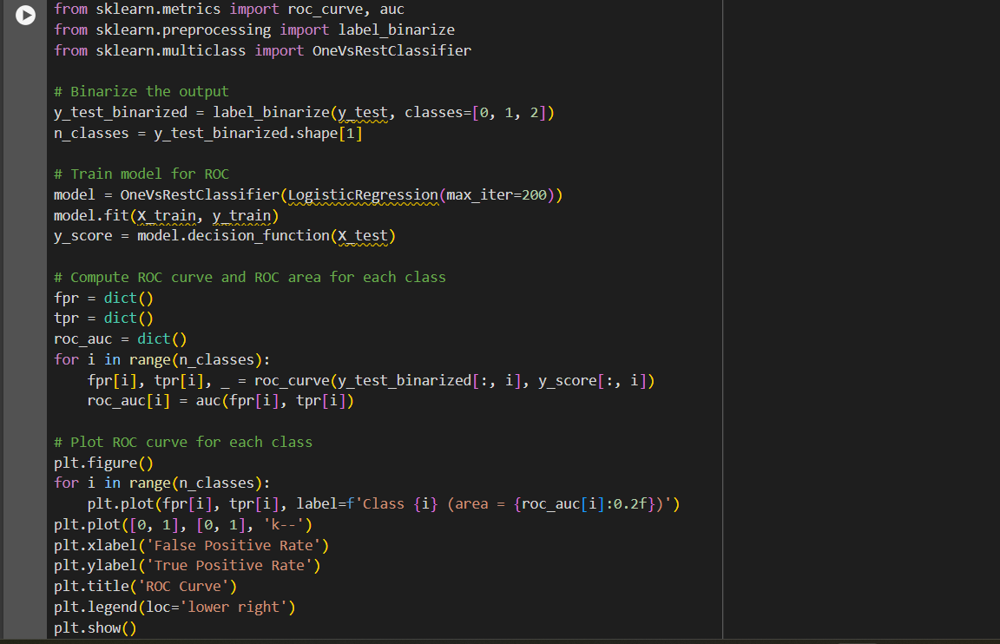 from sklearn.metrics import roc_curve, auc
from sklearn.preprocessing import label_binarize
from sklearn.multiclass import OneVsRestClassifier

# Binarize the output
y_test_binarized = label_binarize(y_test, classes=[0, 1, 2])
n_classes = y_test_binarized.shape[1]

# Train model for ROC
model = OneVsRestClassifier(LogisticRegression(max_iter=200))
model.fit(X_train, y_train)
y_score = model.decision_function(X_test)

# Compute ROC curve and ROC area for each class
fpr = dict()
tpr = dict()
roc_auc = dict()
for i in range(n_classes):
    fpr[i], tpr[i], _ = roc_curve(y_test_binarized[:, i], y_score[:, i])
    roc_auc[i] = auc(fpr[i], tpr[i])

# Plot ROC curve for each class
plt.figure()
for i in range(n_classes):
    plt.plot(fpr[i], tpr[i], label=f'Class {i} (area = {roc_auc[i]:0.2f})')
plt.plot([0, 1], [0, 1], 'k--')
plt.xlabel('False Positive Rate')
plt.ylabel('True Positive Rate')
plt.title('ROC Curve')
plt.legend(loc='lower right')
plt.show()